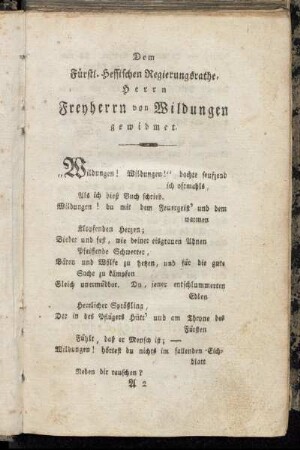 Dem
Fürstl. Hessischen Regierungsrathe,
Herrn
Freyherrn von Wildungen
gewidmet.
„Wildungen! Wildungen!“ dachte seufzend
ich oftmahls,
Als ich dieß Buch schrieb,
Wildungen! du mit dem Feuergeist' und dem
warmen
Klopfenden Herzen;
Bieder und fest, wie deiner eisgrauen Ahnen
Pfeiffende Schwerter,
Bären und Wölfe zu hetzen, und für die gute
Sache zu kämpfen
Gleich unermüdbar. Du, jener entschlummerten
Edlen
Herrlicher Sprößling,
Der in des Pflügers Hütt' und am Throne des
Fürsten
Fühlt, daß er Mensch ist; —
Wildungen! hörtest du nichts im fallenden Eich-
blatt
Neben dir rauschen?
A 2